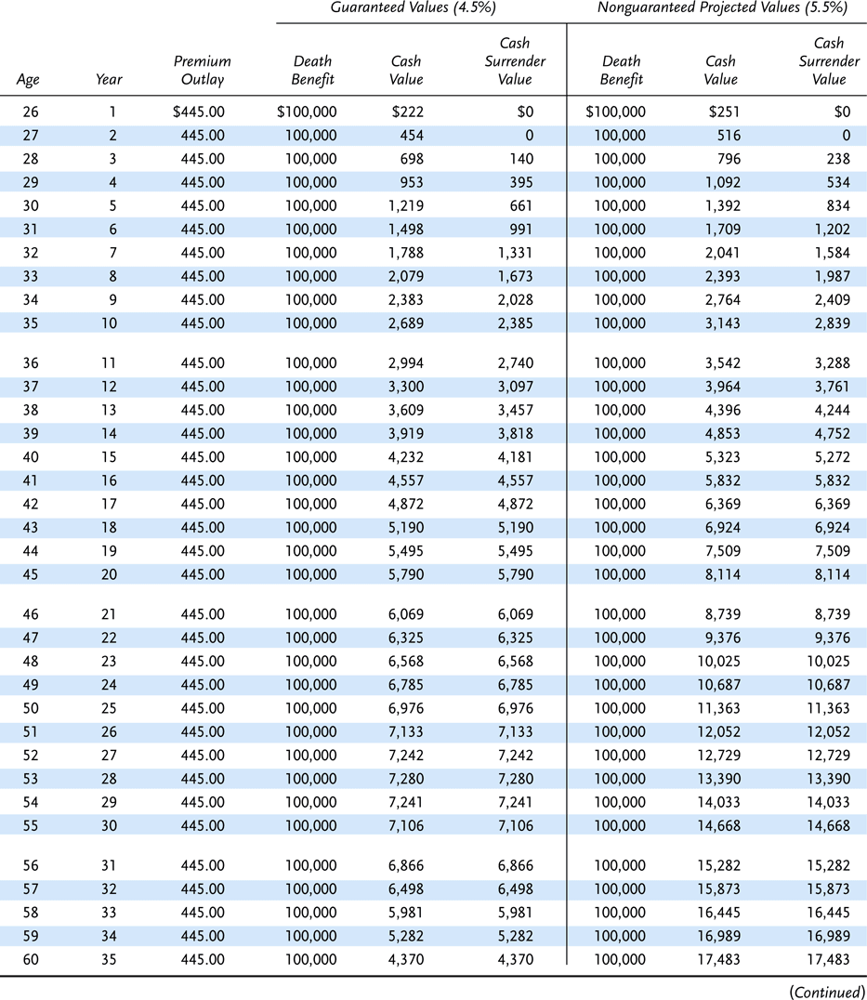 Guaranteed Values (4.5%) Nonguaranteed Projected Values (5.5%)
Cash Cash
Premium Death Cash Surrender Death Cash Surrender
Age Year Outlay Benefit Value Value Benefit Value Value
26 1 $445.00 $100,000 $222 $0 $100,000 $251 $0
27 2 445.00 100,000 454 0 100,000 516 0
28 3 445.00 100,000 698 140 100,000 796 238
29 4 445.00 100,000 953 395 100,000 1,092 534
30 5 445.00 100,000 1,219 661 100,000 1,392 834
31 6 445.00 100,000 1,498 991 100,000 1,709 1,202
32 7 445.00 100,000 1,788 1,331 100,000 2,041 1,584
33 8 445.00 100,000 2,079 1,673 100,000 2,393 1,987
34 9 445.00 100,000 2,383 2,028 100,000 2,764 2,409
35 10 445.00 100,000 2,689 2,385 100,000 3,143 2,839
36 11 445.00 100,000 2,994 2,740 100,000 3,542 3,288
37 12 445.00 100,000 3,300 3,097 100,000 3,964 3,761
38 13 445.00 100,000 3,609 3,457 100,000 4,396 4,244
39 14 445.00 100,000 3,919 3,818 100,000 4,853 4,752
40 15 445.00 100,000 4,232 4,181 100,000 5,323 5,272
41 16 445.00 100,000 4,557 4,557 100,000 5,832 5,832
42 17 445.00 100,000 4,872 4,872 100,000 6,369 6,369
43 18 445.00 100,000 5,190 5,190 100,000 6,924 6,924
44 19 445.00 100,000 5,495 5,495 100,000 7,509 7,509
45 20 445.00 100,000 5,790 5,790 100,000 8,114 8,114
46 21 445.00 100,000 6,069 6,069 100,000 8,739 8,739
47 22 445.00 100,000 6,325 6,325 100,000 9,376 9,376
48 23 445.00 100,000 6,568 6,568 100,000 10,025 10,025
49 24 445.00 100,000 6,785 6,785 100,000 10,687 10,687
50 25 445.00 100,000 6,976 6,976 100,000 11,363 11,363
51 26 445.00 100,000 7,133 7,133 100,000 12,052 12,052
52 27 445.00 100,000 7,242 7,242 100,000 12,729 12,729
53 28 445.00 100,000 7,280 7,280 100,000 13,390 13,390
54 29 445.00 100,000 7,241 7,241 100,000 14,033 14,033
55 30 445.00 100,000 7,106 7,106 100,000 14,668 14,668
56 31 445.00 100,000 6,866 6,866 100,000 15,282 15,282
57 32 445.00 100,000 6,498 6,498 100,000 15,873 15,873
58 33 445.00 100,000 5,981 5,981 100,000 16,445 16,445
59 34 445.00 100,000 5,282 5,282 100,000 16,989 16,989
60 35 445.00 100,000 4,370 4,370 100,000 17,483 17,483
(Continued)